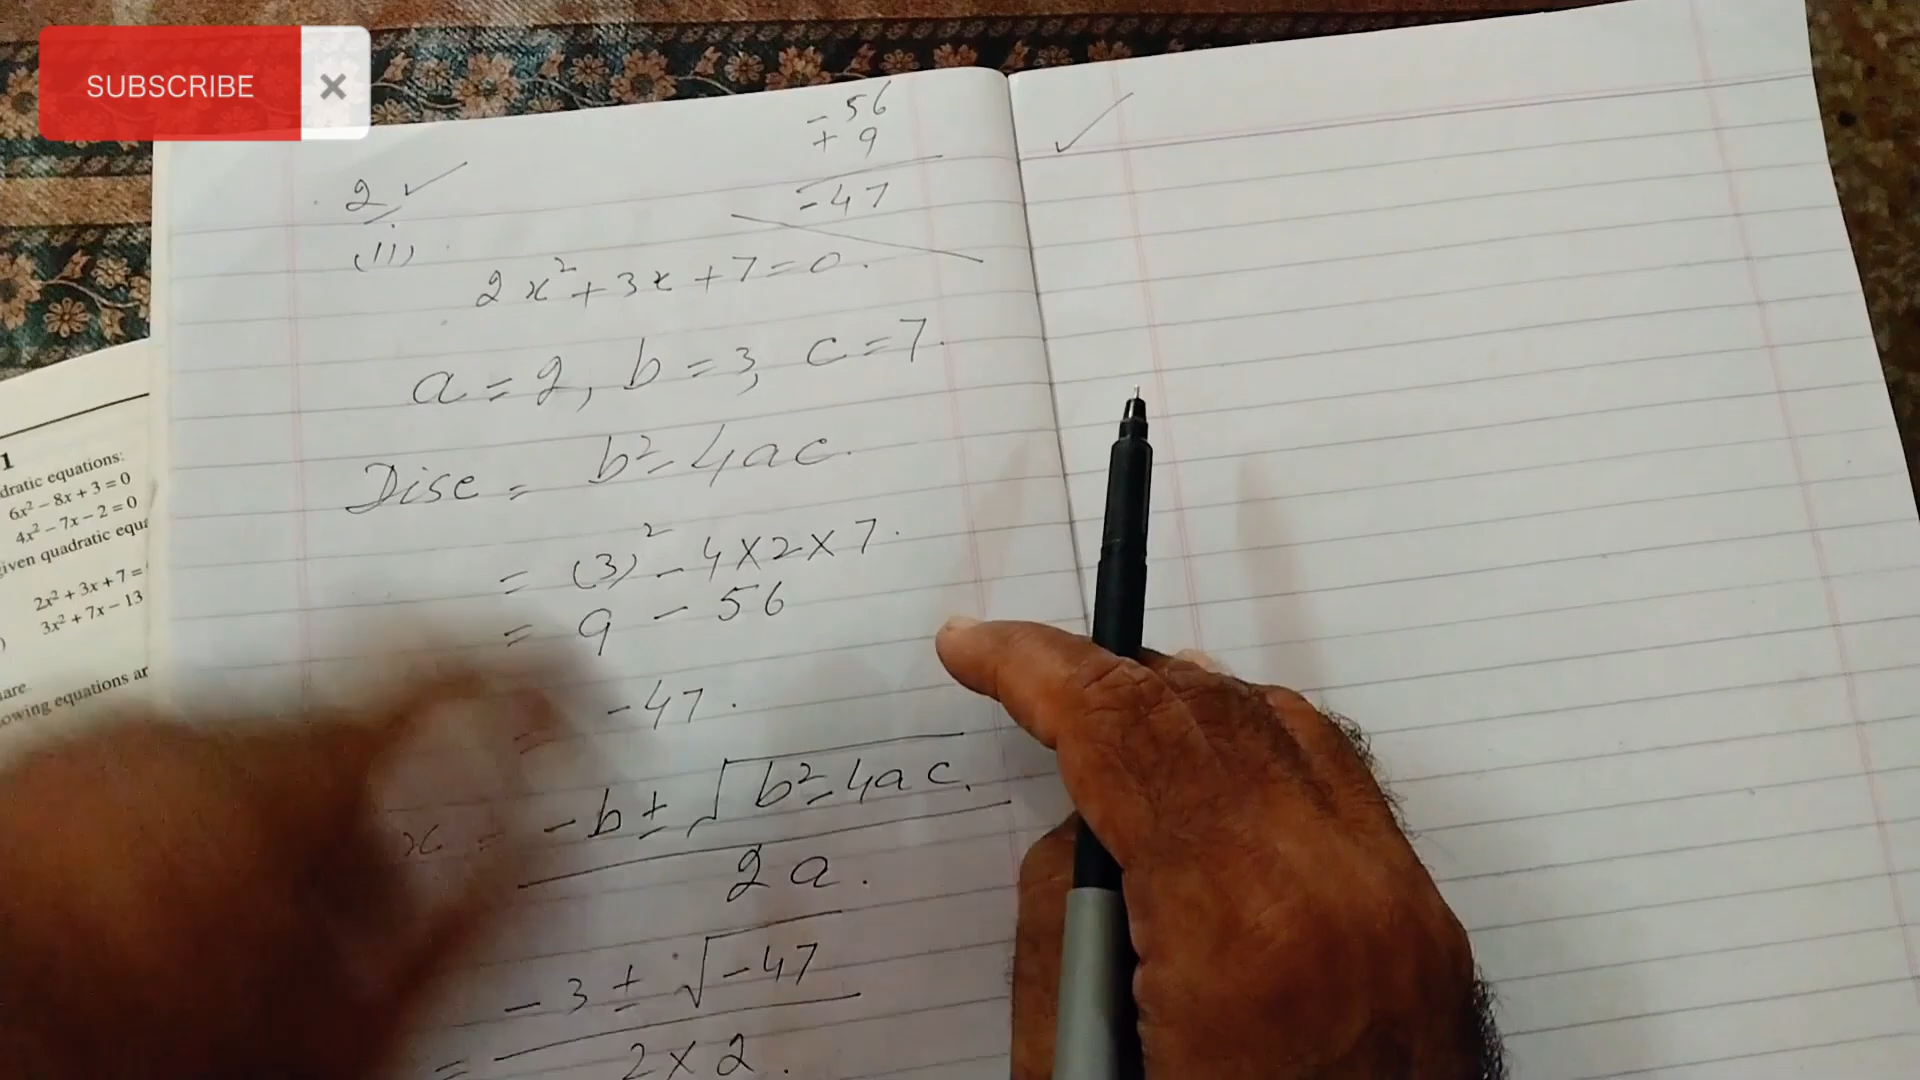 SUBSCRIBE ×
- 56
+ 9
- 47
2 ✓
(ii)
2x² + 3x + 7 = 0.
a = 2, b = 3, c = 7.
Disc = b² - 4ac.
= (3)² - 4×2×7.
= 9 - 56
= -47.
x = -b ± √b² - 4ac.
2a.
= -3 ± √-47
2×2.
✓
1
dratic equations:
6x² – 8x + 3 = 0
4x² – 7x – 2 = 0
iven quadratic equa
2x² + 3x + 7 =
3x² + 7x – 13
)
are
owing equations ar